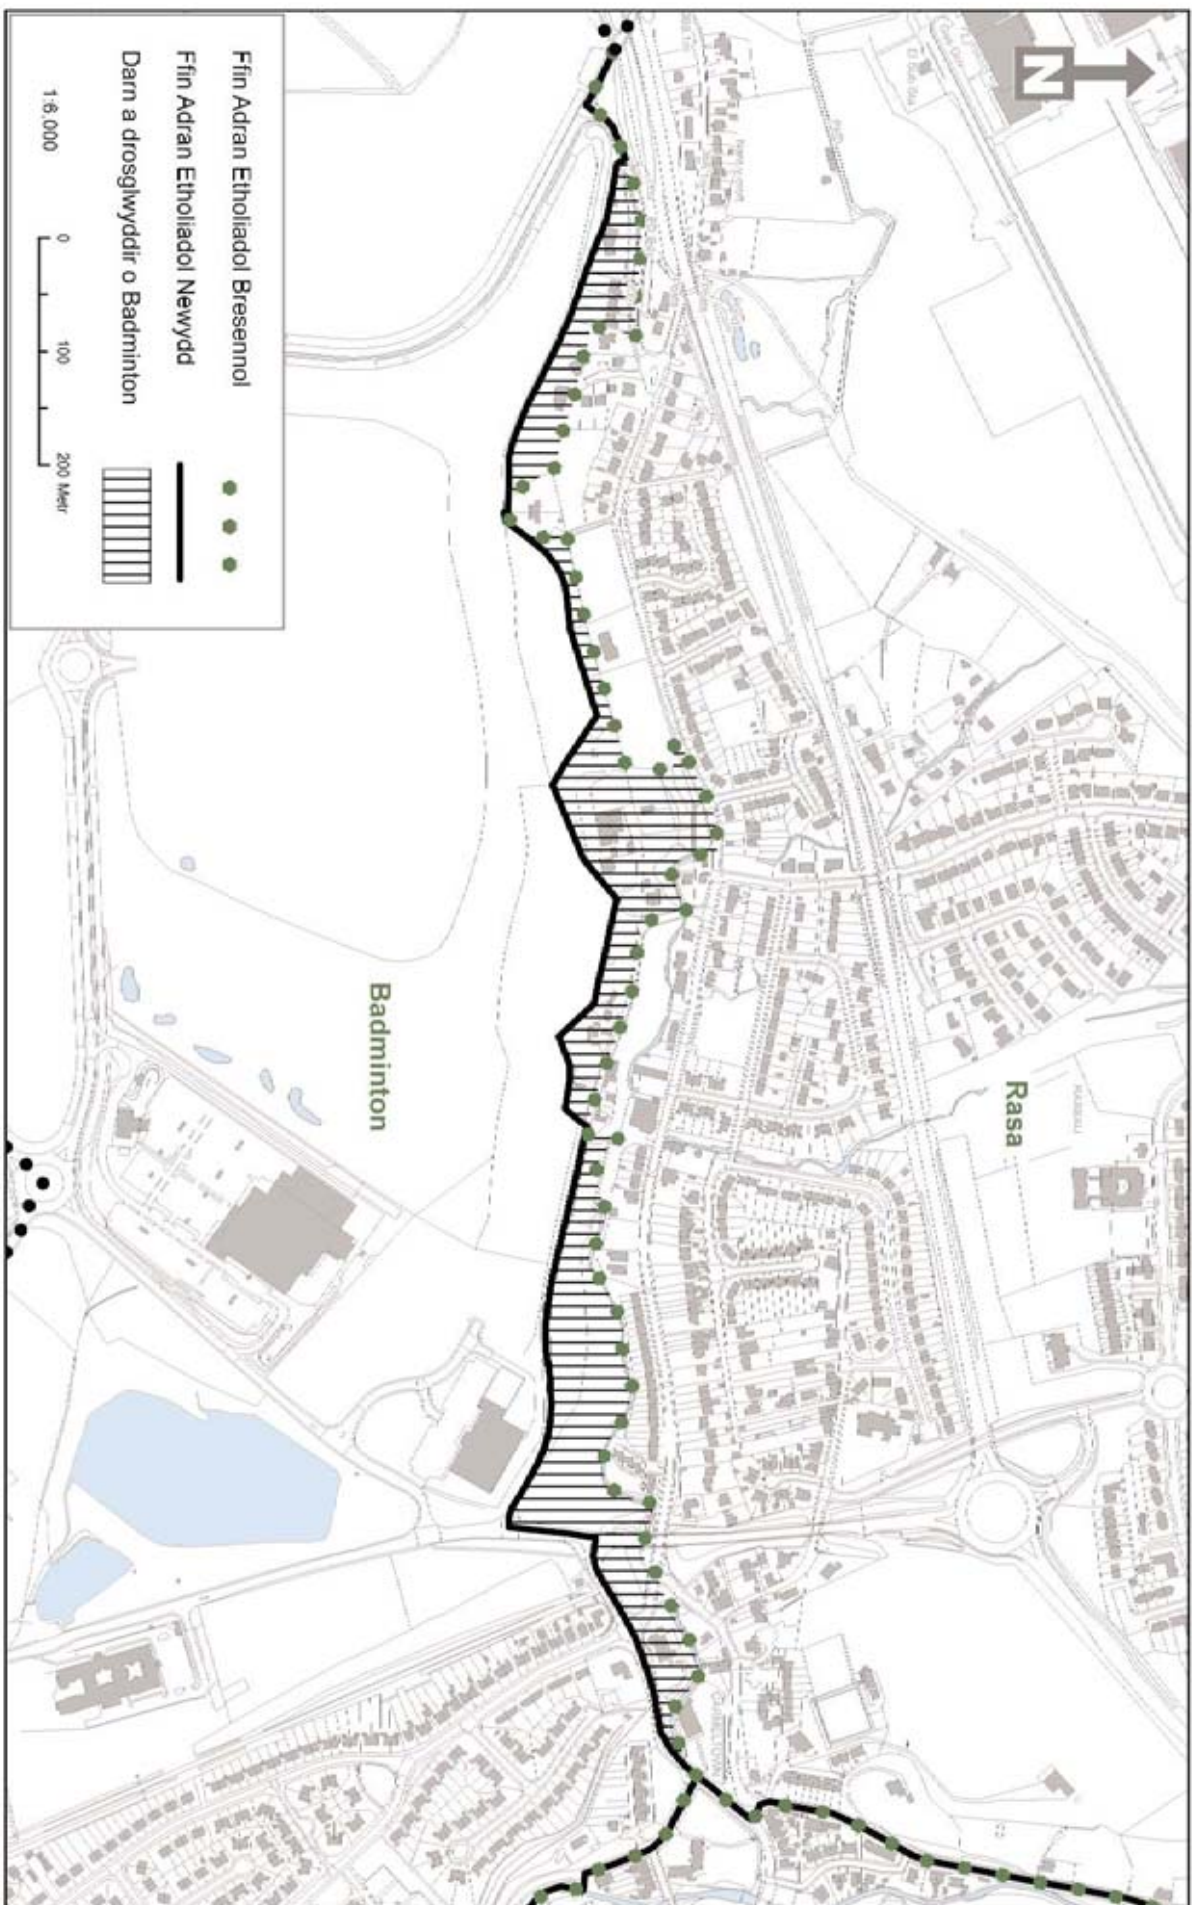 N
Rasa
Badminton
Ffin Adran Etholiadol Bresennol
Ffin Adran Etholiadol Newydd
Darn a drosglwyddir o Badminton
1:6,000
0 100 200 Metr